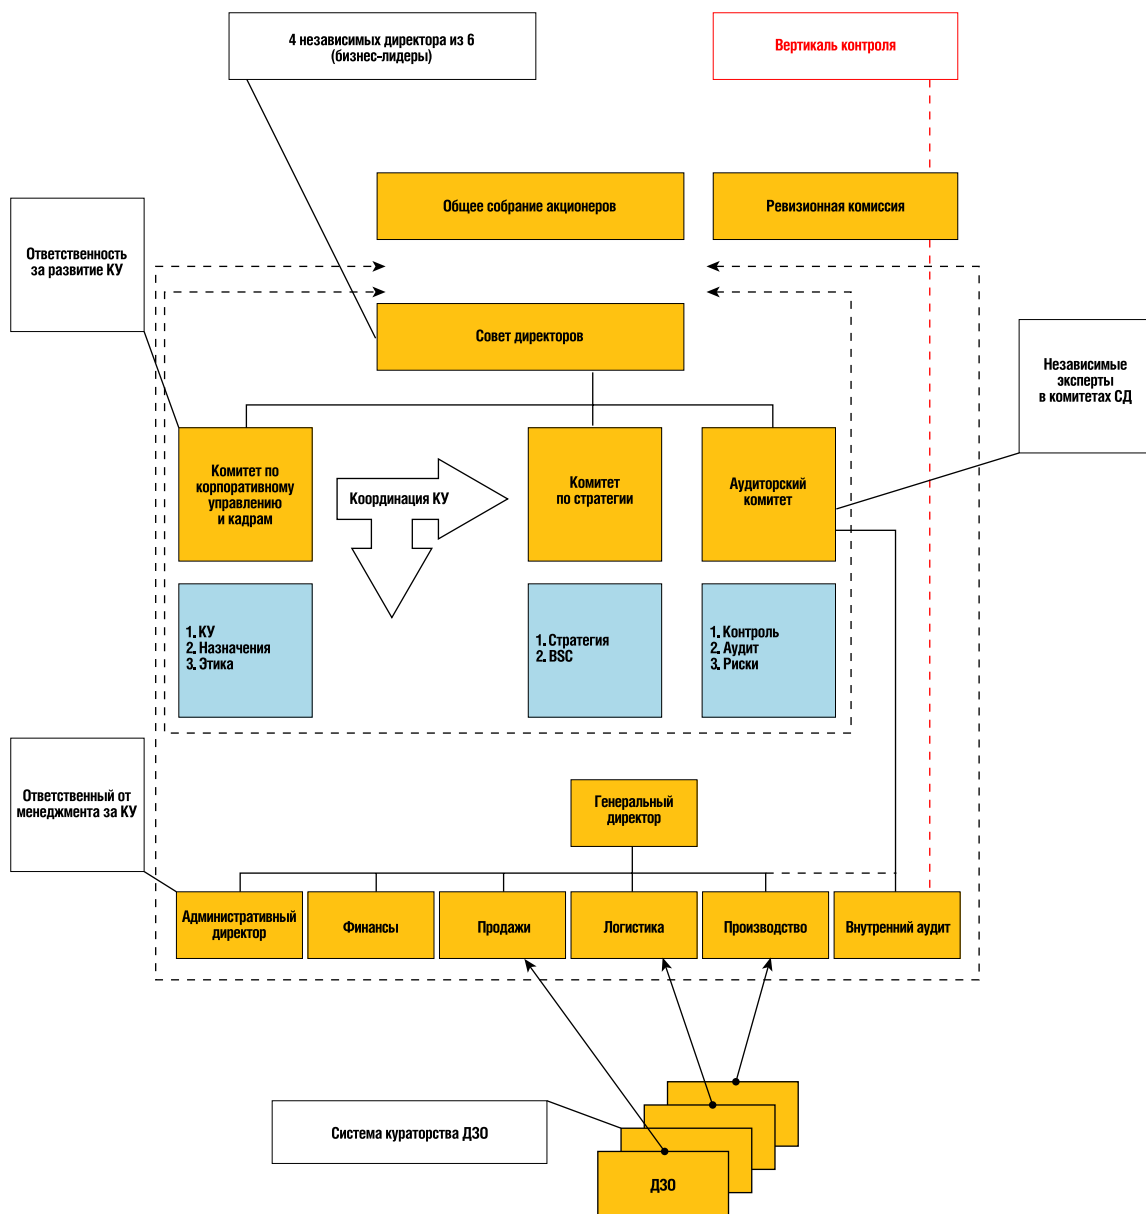 4 независимых директора из 6
(бизнес-лидеры)
Вертикаль контроля
Общее собрание акционеров
Ревизионная комиссия
Ответственность
за развитие КУ
Совет директоров
Независимые
эксперты
в комитетах СД
Комитет по
корпоративному
управлению
и кадрам
Координация КУ
Комитет
по стратегии
Аудиторский
комитет
1. КУ
2. Назначения
3. Этика
1. Стратегия
2. BSC
1. Контроль
2. Аудит
3. Риски
Ответственный от
менеджмента за КУ
Генеральный
директор
Административный
директор
Финансы
Продажи
Логистика
Производство
Внутренний аудит
Система кураторства ДЗО
ДЗО